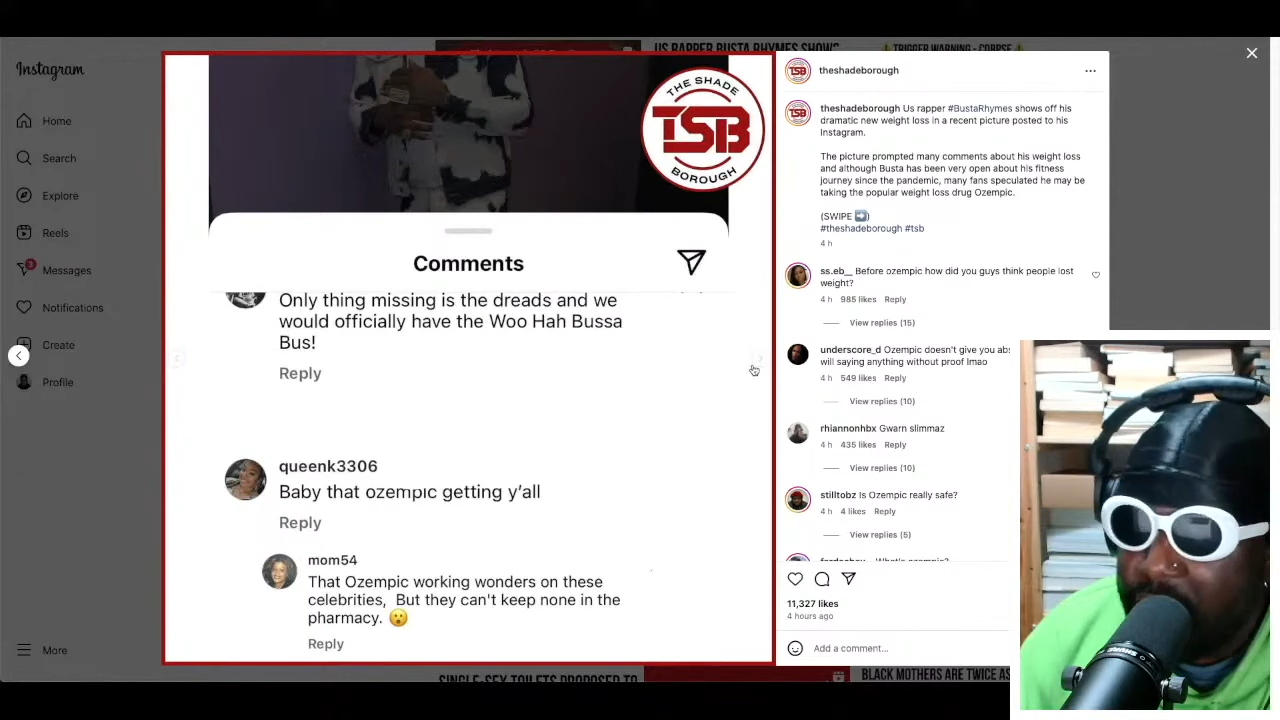 Instagram
Home
Search
Explore
Reels
3
Messages
Notifications
Create
Profile
More
US RAPPER BUSTA RHYMES SHOWS
TRIGGER WARNING - CORPSE
THE SHADE
TSB
BOROUGH
Comments
Only thing missing is the dreads and we
would officially have the Woo Hah Bussa
Bus!
Reply
queenk3306
Baby that ozempic getting y'all
Reply
mom54
That Ozempic working wonders on these
celebrities, But they can't keep none in the
pharmacy. 😮
Reply
theshadeborough
theshadeborough Us rapper #BustaRhymes shows off his
dramatic new weight loss in a recent picture posted to his
Instagram.
The picture prompted many comments about his weight loss
and although Busta has been very open about his fitness
journey since the pandemic, many fans speculated he may be
taking the popular weight loss drug Ozempic.
(SWIPE ➡️)
#theshadeborough #tsb
4 h
ss.eb__ Before ozempic how did you guys think people lost
weight?
4 h 985 likes Reply
View replies (15)
underscore_d Ozempic doesn't give you abs
will saying anything without proof lmao
4 h 549 likes Reply
View replies (10)
rhiannonhbx Gwarn slimmaz
4 h 435 likes Reply
View replies (10)
stilltobz Is Ozempic really safe?
4 h 4 likes Reply
View replies (5)
What's ozempic?
11,327 likes
4 hours ago
Add a comment...
SINGLE-SEX TOILETS PROPOSED TO
BLACK MOTHERS ARE TWICE AS